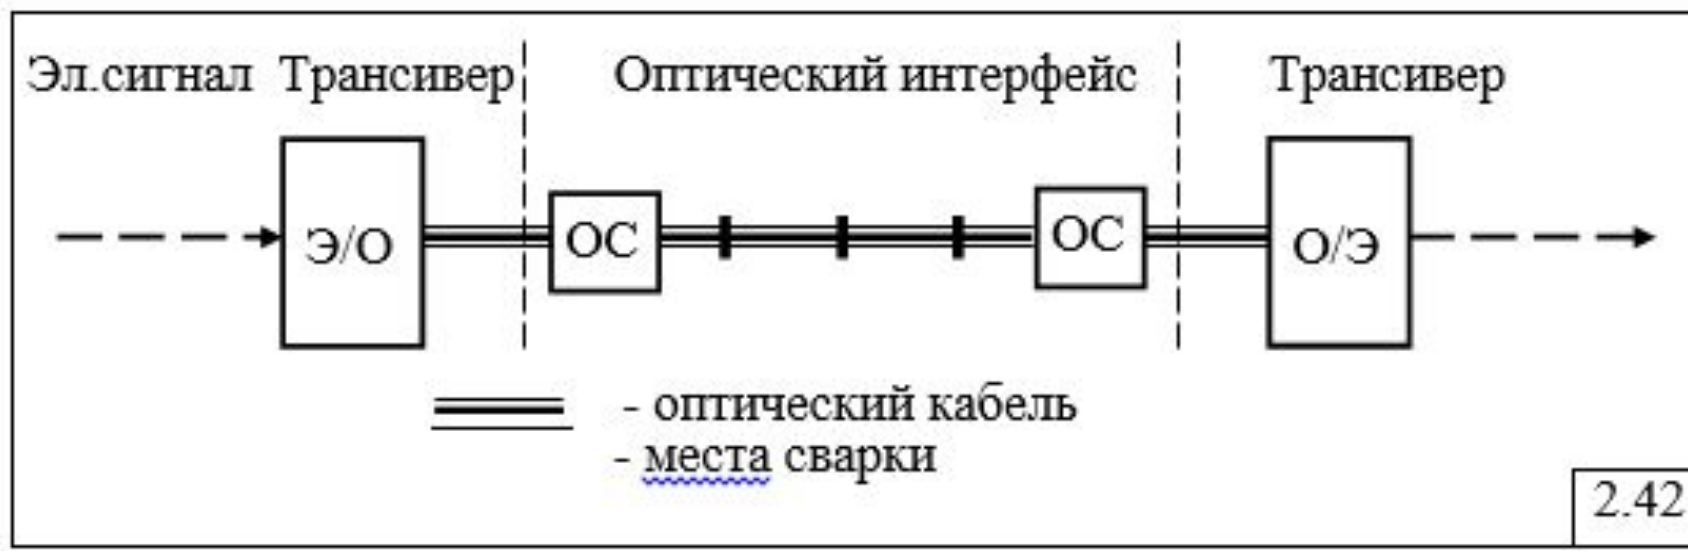 Эл.сигнал Трансивер Оптический интерфейс Трансивер
Э/О ОС ОС О/Э
- оптический кабель
- места сварки
2.42